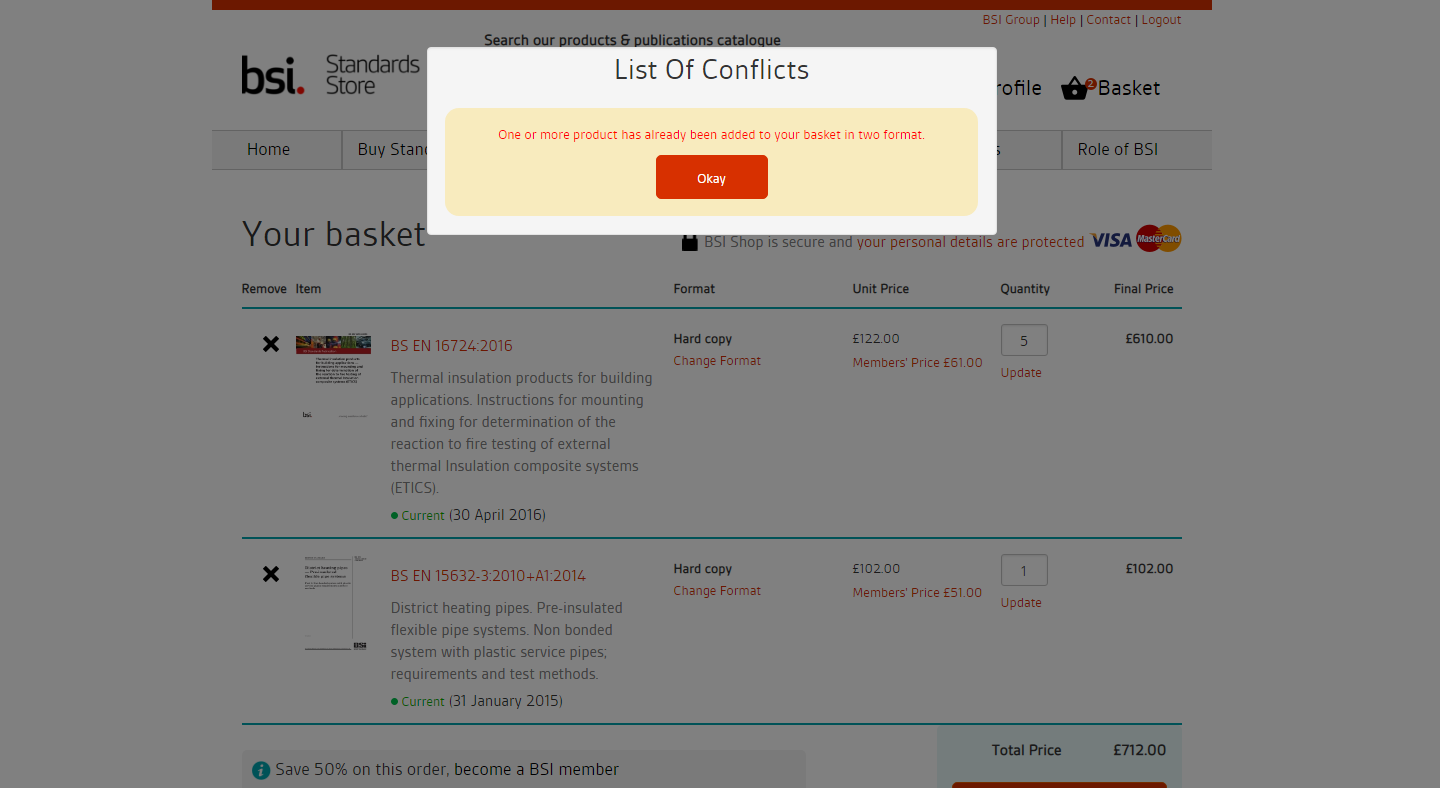 BSI Group | Help | Contact | Logout
Search our products & publications catalogue
bsi. Standards Store
List Of Conflicts
One or more product has already been added to your basket in two format.
Okay
rofile
2 Basket
Home
Buy Stan
s
Role of BSI
Your basket
BSI Shop is secure and your personal details are protected VISA MasterCard
Remove Item Format Unit Price Quantity Final Price
BS EN 16724:2016
Thermal insulation products for building
applications. Instructions for mounting
and fixing for determination of the
reaction to fire testing of external
thermal Insulation composite systems
(ETICS).
Current (30 April 2016)
Hard copy
Change Format
£122.00
Members' Price £61.00
5
Update
£610.00
BS EN 15632-3:2010+A1:2014
District heating pipes. Pre-insulated
flexible pipe systems. Non bonded
system with plastic service pipes;
requirements and test methods.
Current (31 January 2015)
Hard copy
Change Format
£102.00
Members' Price £51.00
1
Update
£102.00
Save 50% on this order, become a BSI member
Total Price £712.00